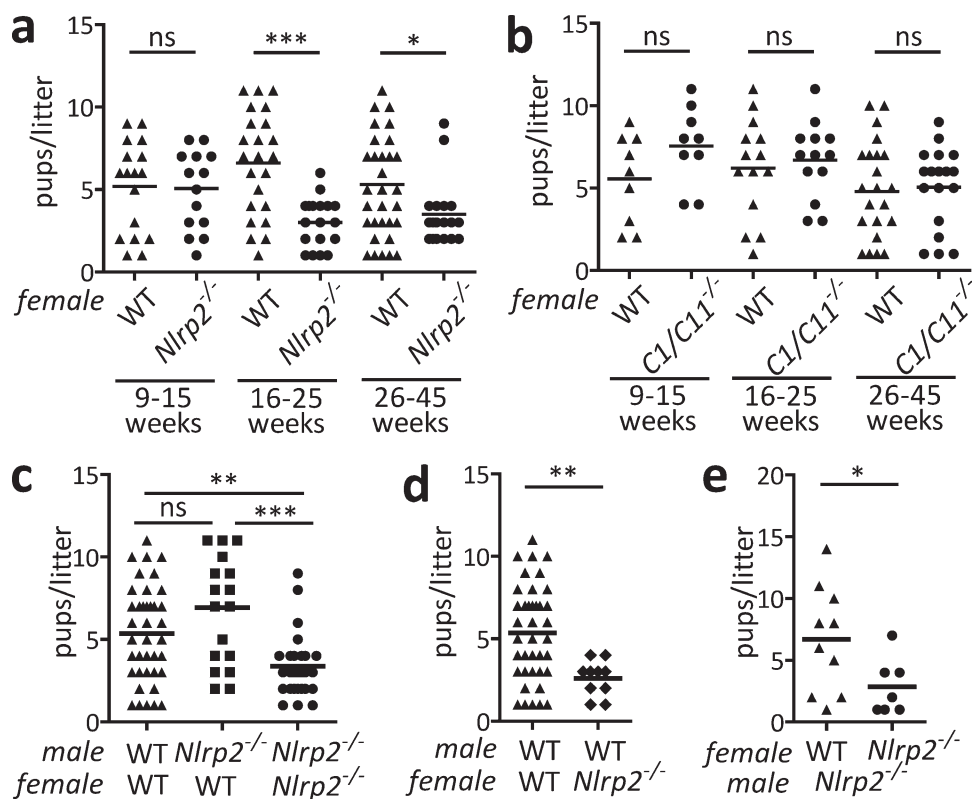 a
15
10
5
0
pups/litter
ns
***
*
female
WT
Nlrp2-/-
WT
Nlrp2-/-
WT
Nlrp2-/-
9-15 weeks
16-25 weeks
26-45 weeks
b
15
10
5
0
pups/litter
ns
ns
ns
female
WT
C1/C11-/-
WT
C1/C11-/-
WT
C1/C11-/-
9-15 weeks
16-25 weeks
26-45 weeks
c
15
10
5
0
pups/litter
**
ns
***
male WT Nlrp2-/- Nlrp2-/-
female WT WT Nlrp2-/-
d
15
10
5
0
pups/litter
**
male WT WT
female WT Nlrp2-/-
e
20
15
10
5
0
pups/litter
*
female WT Nlrp2-/-
male Nlrp2-/-